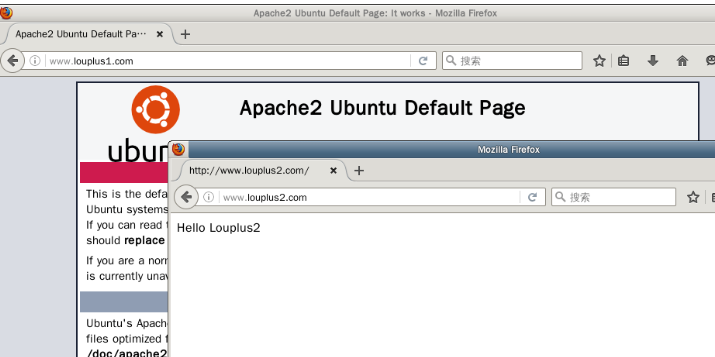 Apache2 Ubuntu Default Page: It works - Mozilla Firefox
Apache2 Ubuntu Default Pa···
www.louplus1.com
搜索
Apache2 Ubuntu Default Page
ubun
Mozilla Firefox
http://www.louplus2.com/
www.louplus2.com
搜索
Hello Louplus2
This is the defa
Ubuntu systems
If you can read
should replace
If you are a nor
is currently unav
Ubuntu's Apach
files optimized
/doc/apache2